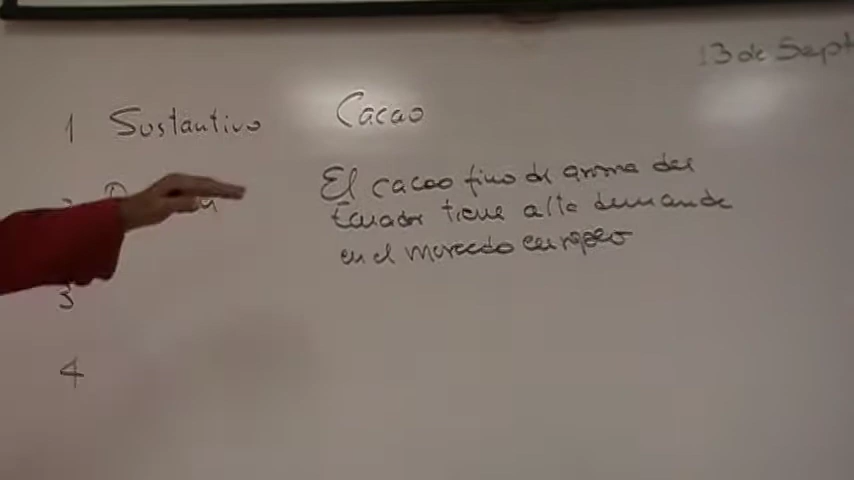 13 de Sept
1 Sustantivo Cacao
El cacao fino de aroma del
Ecuador tiene alta demanda
en el mercado europeo
3
4